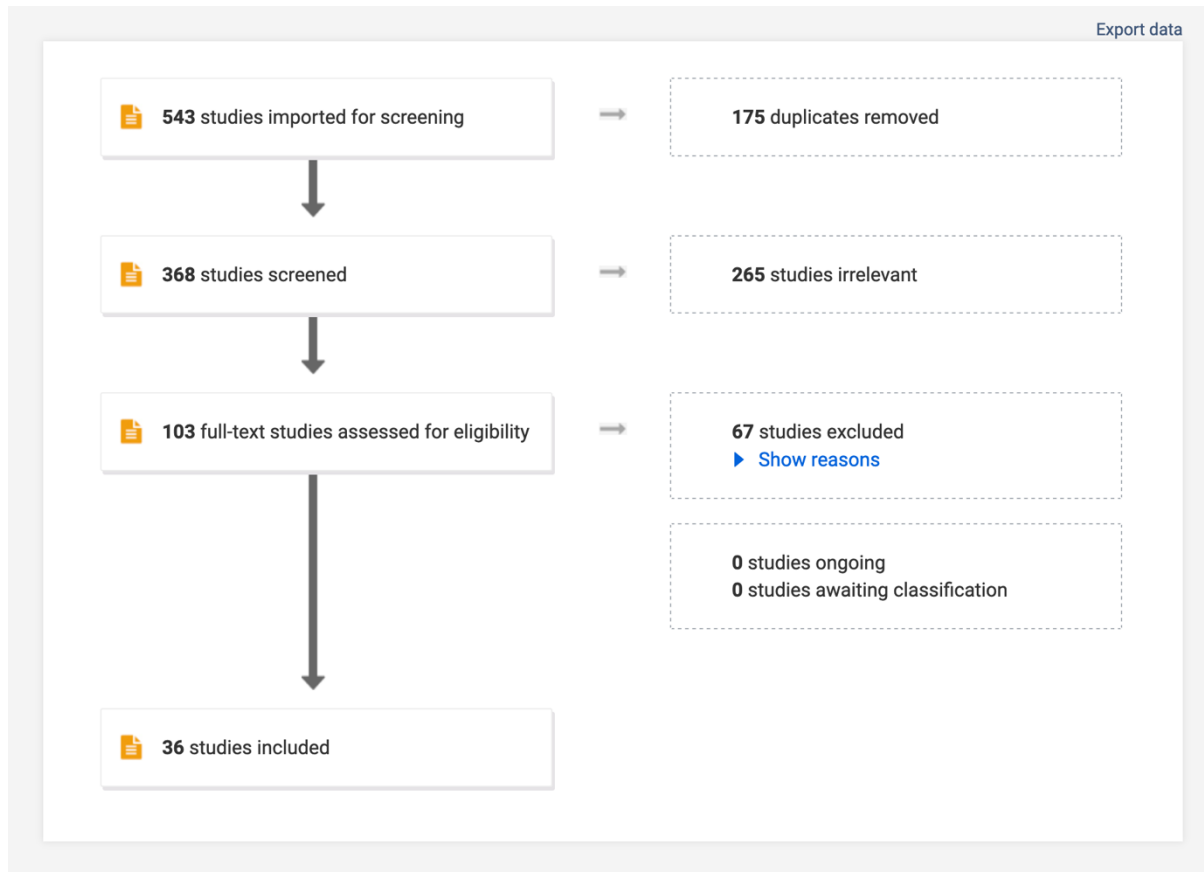 Export data
543 studies imported for screening
175 duplicates removed
368 studies screened
265 studies irrelevant
103 full-text studies assessed for eligibility
67 studies excluded
Show reasons
0 studies ongoing
0 studies awaiting classification
36 studies included